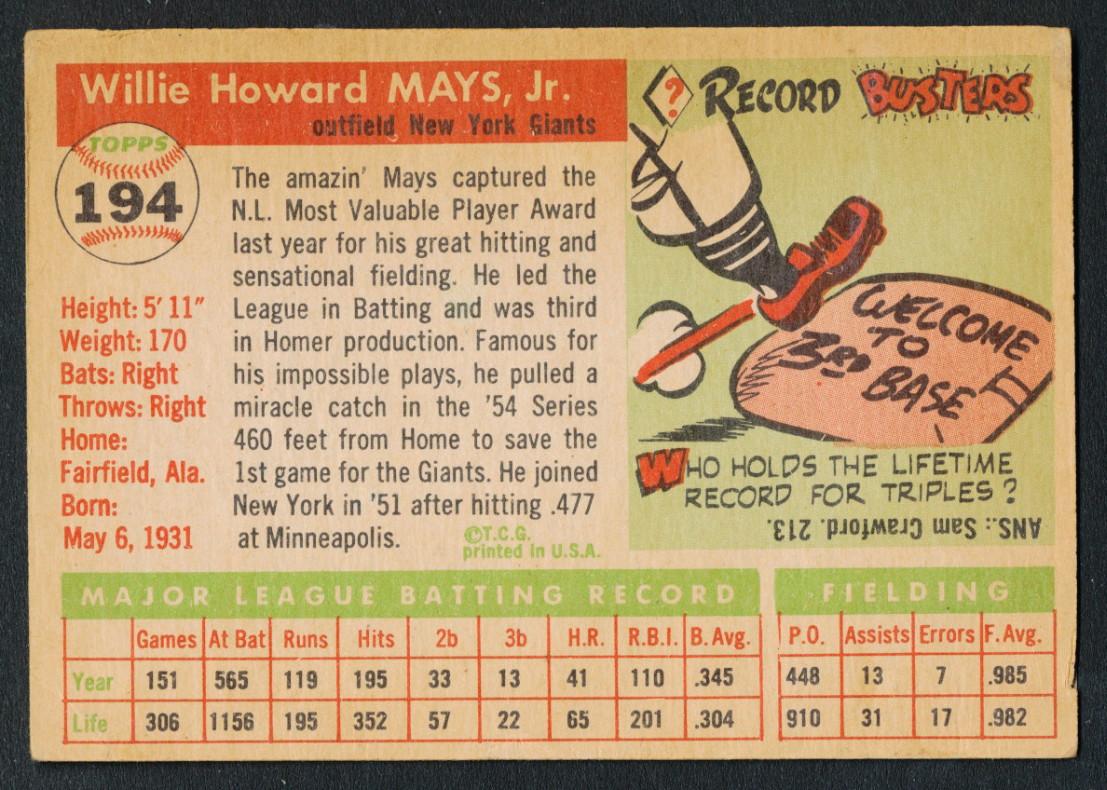 Willie Howard MAYS, Jr.
outfield New York Giants
TOPPS
194
Height: 5' 11"
Weight: 170
Bats: Right
Throws: Right
Home:
Fairfield, Ala.
Born:
May 6, 1931
The amazin' Mays captured the
N.L. Most Valuable Player Award
last year for his great hitting and
sensational fielding. He led the
League in Batting and was third
in Homer production. Famous for
his impossible plays, he pulled a
miracle catch in the '54 Series
460 feet from Home to save the
1st game for the Giants. He joined
New York in '51 after hitting .477
at Minneapolis.
©T.C.G.
printed in U.S.A.
? RECORD BUSTERS
WELCOME
TO
3RD BASE
WHO HOLDS THE LIFETIME
RECORD FOR TRIPLES?
ANS.: Sam Crawford. 213.
MAJOR LEAGUE BATTING RECORD
Games At Bat Runs Hits 2b 3b H.R. R.B.I. B. Avg.
Year 151 565 119 195 33 13 41 110 .345
Life 306 1156 195 352 57 22 65 201 .304
FIELDING
P.O. Assists Errors F. Avg.
448 13 7 .985
910 31 17 .982